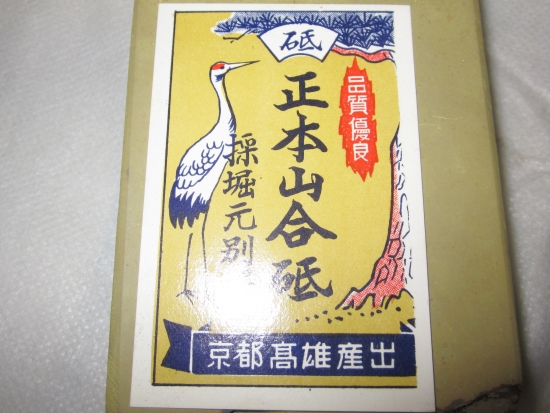 砥
品質優良
正本山合砥
採堀元別
京都髙雄産出